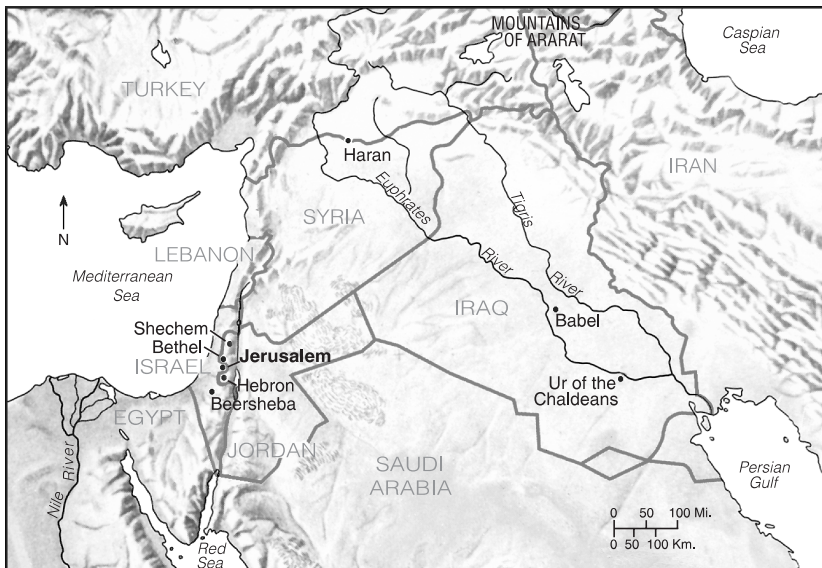 MOUNTAINS
OF ARARAT
Caspian
Sea
TURKEY
Haran
IRAN
Euphrates
River
Tigris
River
SYRIA
N
LEBANON
Mediterranean
Sea
IRAQ
Babel
Shechem
Bethel
Jerusalem
ISRAEL
Hebron
Beersheba
Ur of the
Chaldeans
EGYPT
JORDAN
SAUDI
ARABIA
Nile River
Red
Sea
Persian
Gulf
0 50 100 Mi.
0 50 100 Km.